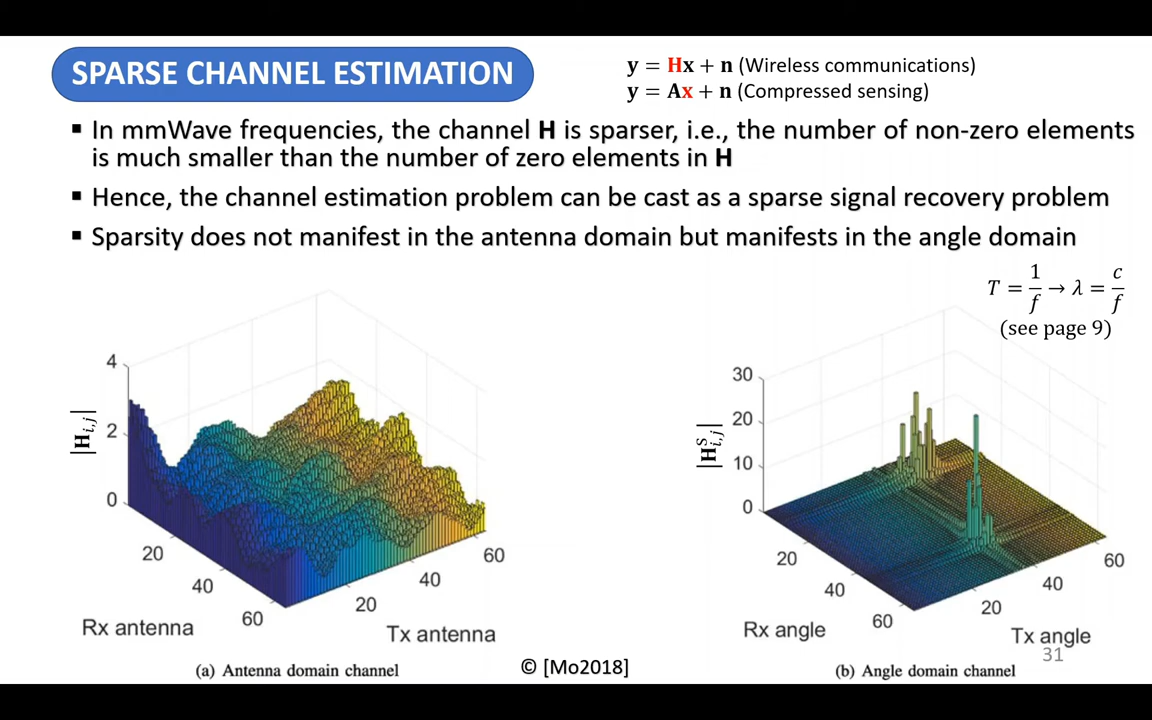 SPARSE CHANNEL ESTIMATION
y = Hx + n (Wireless communications)
y = Ax + n (Compressed sensing)
▪ In mmWave frequencies, the channel H is sparser, i.e., the number of non-zero elements
is much smaller than the number of zero elements in H
▪ Hence, the channel estimation problem can be cast as a sparse signal recovery problem
▪ Sparsity does not manifest in the antenna domain but manifests in the angle domain
T = 1/f → λ = c/f
(see page 9)
|H_{i,j}|
4
2
0
20
40
60
Rx antenna
20
40
60
Tx antenna
(a) Antenna domain channel
© [Mo2018]
|H^S_{i,j}|
30
20
10
0
20
40
60
Rx angle
20
40
60
Tx angle
31
(b) Angle domain channel